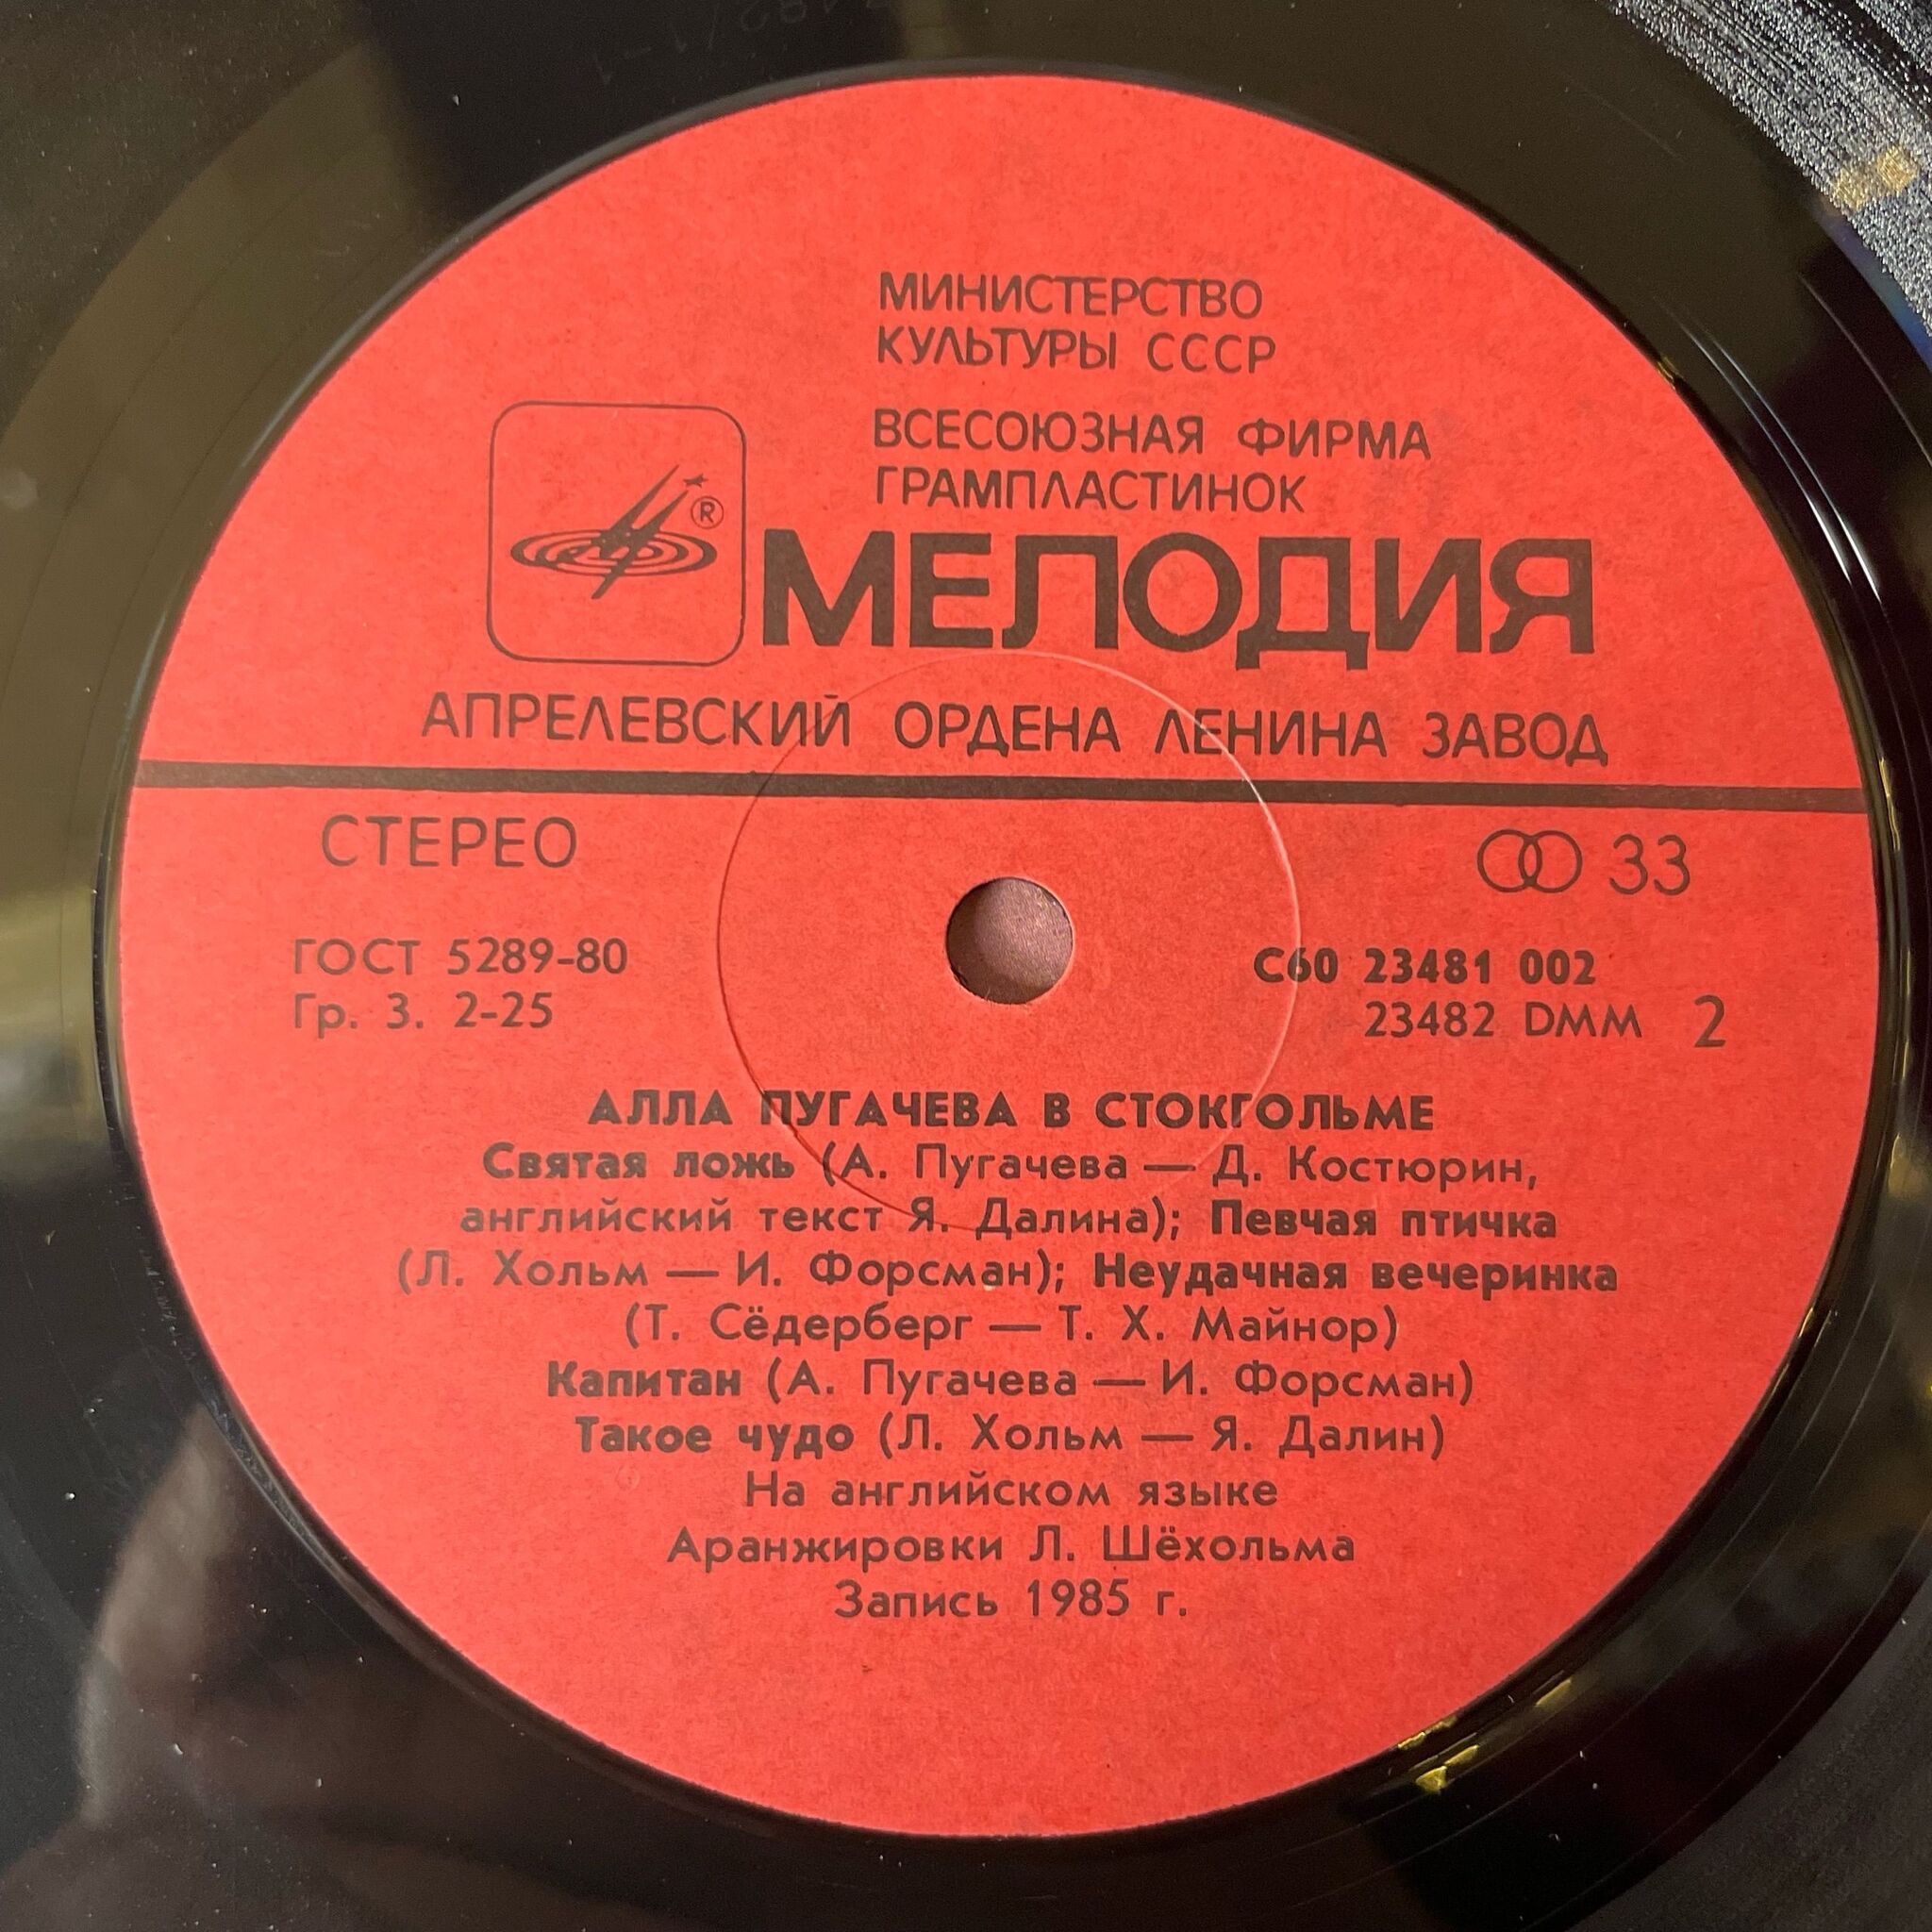 МИНИСТЕРСТВО
КУЛЬТУРЫ СССР
ВСЕСОЮЗНАЯ ФИРМА
ГРАМПЛАСТИНОК
®
МЕЛОДИЯ
АПРЕЛЕВСКИЙ ОРДЕНА ЛЕНИНА ЗАВОД
СТЕРЕО
33
ГОСТ 5289-80
Гр. 3. 2-25
С60 23481 002
23482 DMM 2
АЛЛА ПУГАЧЕВА В СТОКГОЛЬМЕ
Святая ложь (А. Пугачева — Д. Костюрин,
английский текст Я. Далина); Певчая птичка
(Л. Хольм — И. Форсман); Неудачная вечеринка
(Т. Сёдерберг — Т. Х. Майнор)
Капитан (А. Пугачева — И. Форсман)
Такое чудо (Л. Хольм — Я. Далин)
На английском языке
Аранжировки Л. Шёхольма
Запись 1985 г.